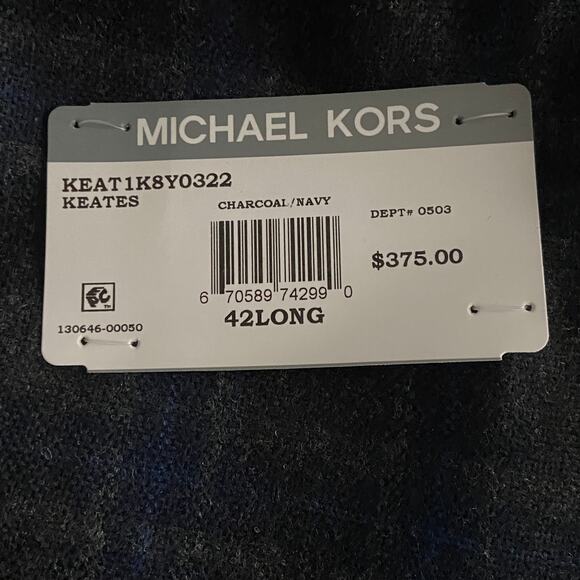 MICHAEL KORS
KEAT1K8Y0322
KEATES
CHARCOAL/NAVY
DEPT# 0503
$375.00
6 70589 74299 0
42LONG
130646-00050